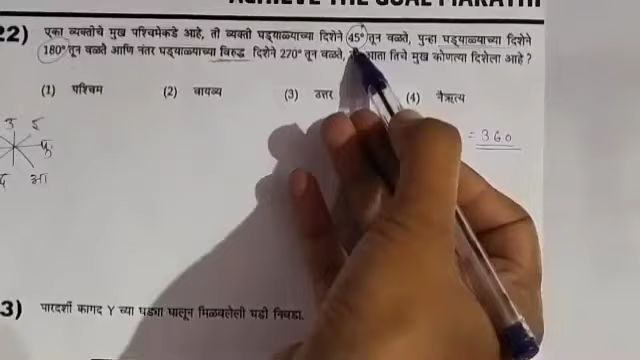 ACHIEVE THE GOAL MARATHI
22) एका व्यक्तीचे मुख पश्चिमेकडे आहे, ती व्यक्ती घड्याळ्याच्या दिशेने 45° तून वळते, पुन्हा घड्याळ्याच्या दिशेने
180° तून वळते आणि नंतर घड्याळ्याच्या विरुद्ध दिशेने 270° तून वळते, आता तिचे मुख कोणत्या दिशेला आहे ?
(1) पश्चिम (2) वायव्य (3) उत्तर (4) नैऋत्य
= 360
उ ई
पू
द आ
3) पारदर्शी कागद Y च्या घड्या घालून मिळवलेली घडी निवडा.